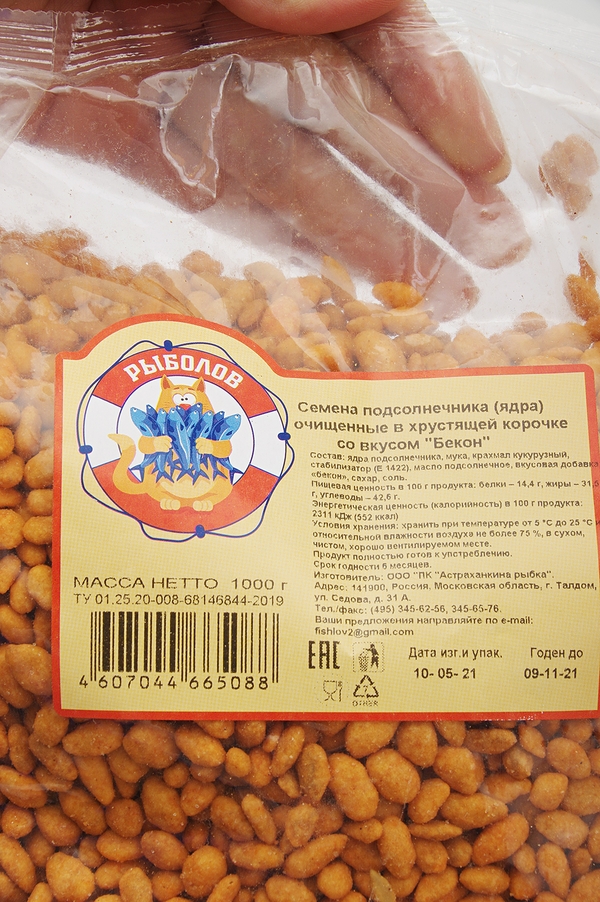 РЫБОЛОВ
Семена подсолнечника (ядра)
очищенные в хрустящей корочке
со вкусом "Бекон"
Состав: ядра подсолнечника, мука, крахмал кукурузный,
стабилизатор (Е 1422), масло подсолнечное, вкусовая добавка
«бекон», сахар, соль.
Пищевая ценность в 100 г продукта: белки – 14,4 г, жиры – 31,5
г, углеводы – 42,6 г.
Энергетическая ценность (калорийность) в 100 г продукта:
2311 кДж (552 ккал)
Условия хранения: хранить при температуре от 5 °С до 25 °С и
относительной влажности воздуха не более 75 %, в сухом,
чистом, хорошо вентилируемом месте.
Продукт полностью готов к употреблению.
Срок годности 6 месяцев.
Изготовитель: ООО "ПК "Астраханкина рыбка".
Адрес: 141900, Россия, Московская область, г. Талдом,
ул. Седова, д. 31 А.
Тел./факс: (495) 345-62-56, 345-65-76.
Ваши предложения направляйте по e-mail:
fishlov2@gmail.com
МАССА НЕТТО 1000 г
ТУ 01.25.20-008-68146844-2019
4 607044 665088
ЕАС
7
OTHER
Дата изг.и упак. Годен до
10- 05- 21 09-11-21